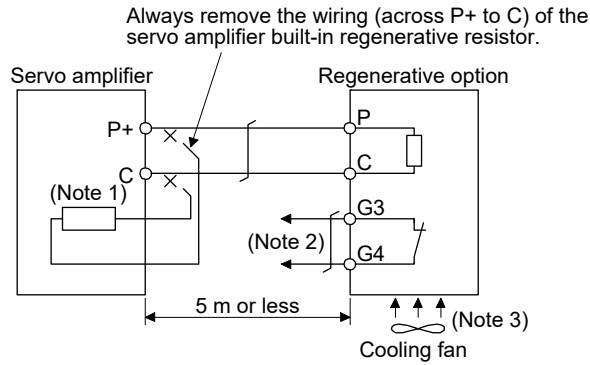 Always remove the wiring (across P+ to C) of the
servo amplifier built-in regenerative resistor.
Servo amplifier
Regenerative option
P+
P
C
C
(Note 1)
G3
(Note 2)
G4
5 m or less
(Note 3)
Cooling fan